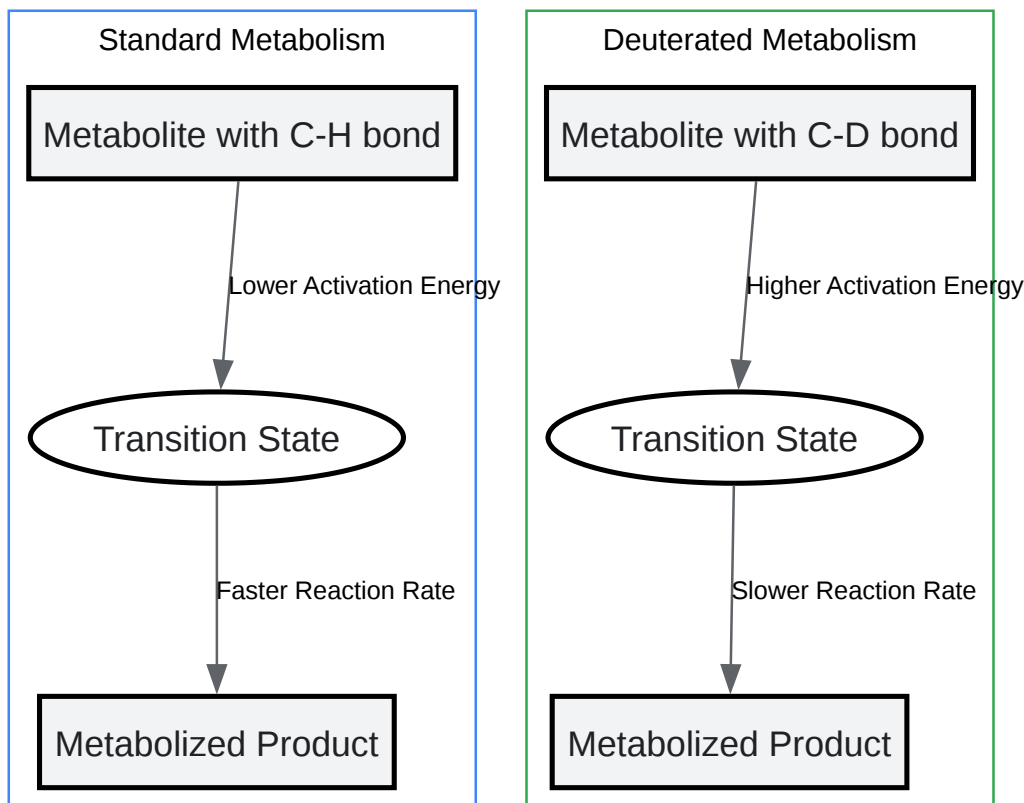 Standard Metabolism
Metabolite with C-H bond
Lower Activation Energy
Transition State
Faster Reaction Rate
Metabolized Product
Deuterated Metabolism
Metabolite with C-D bond
Higher Activation Energy
Transition State
Slower Reaction Rate
Metabolized Product